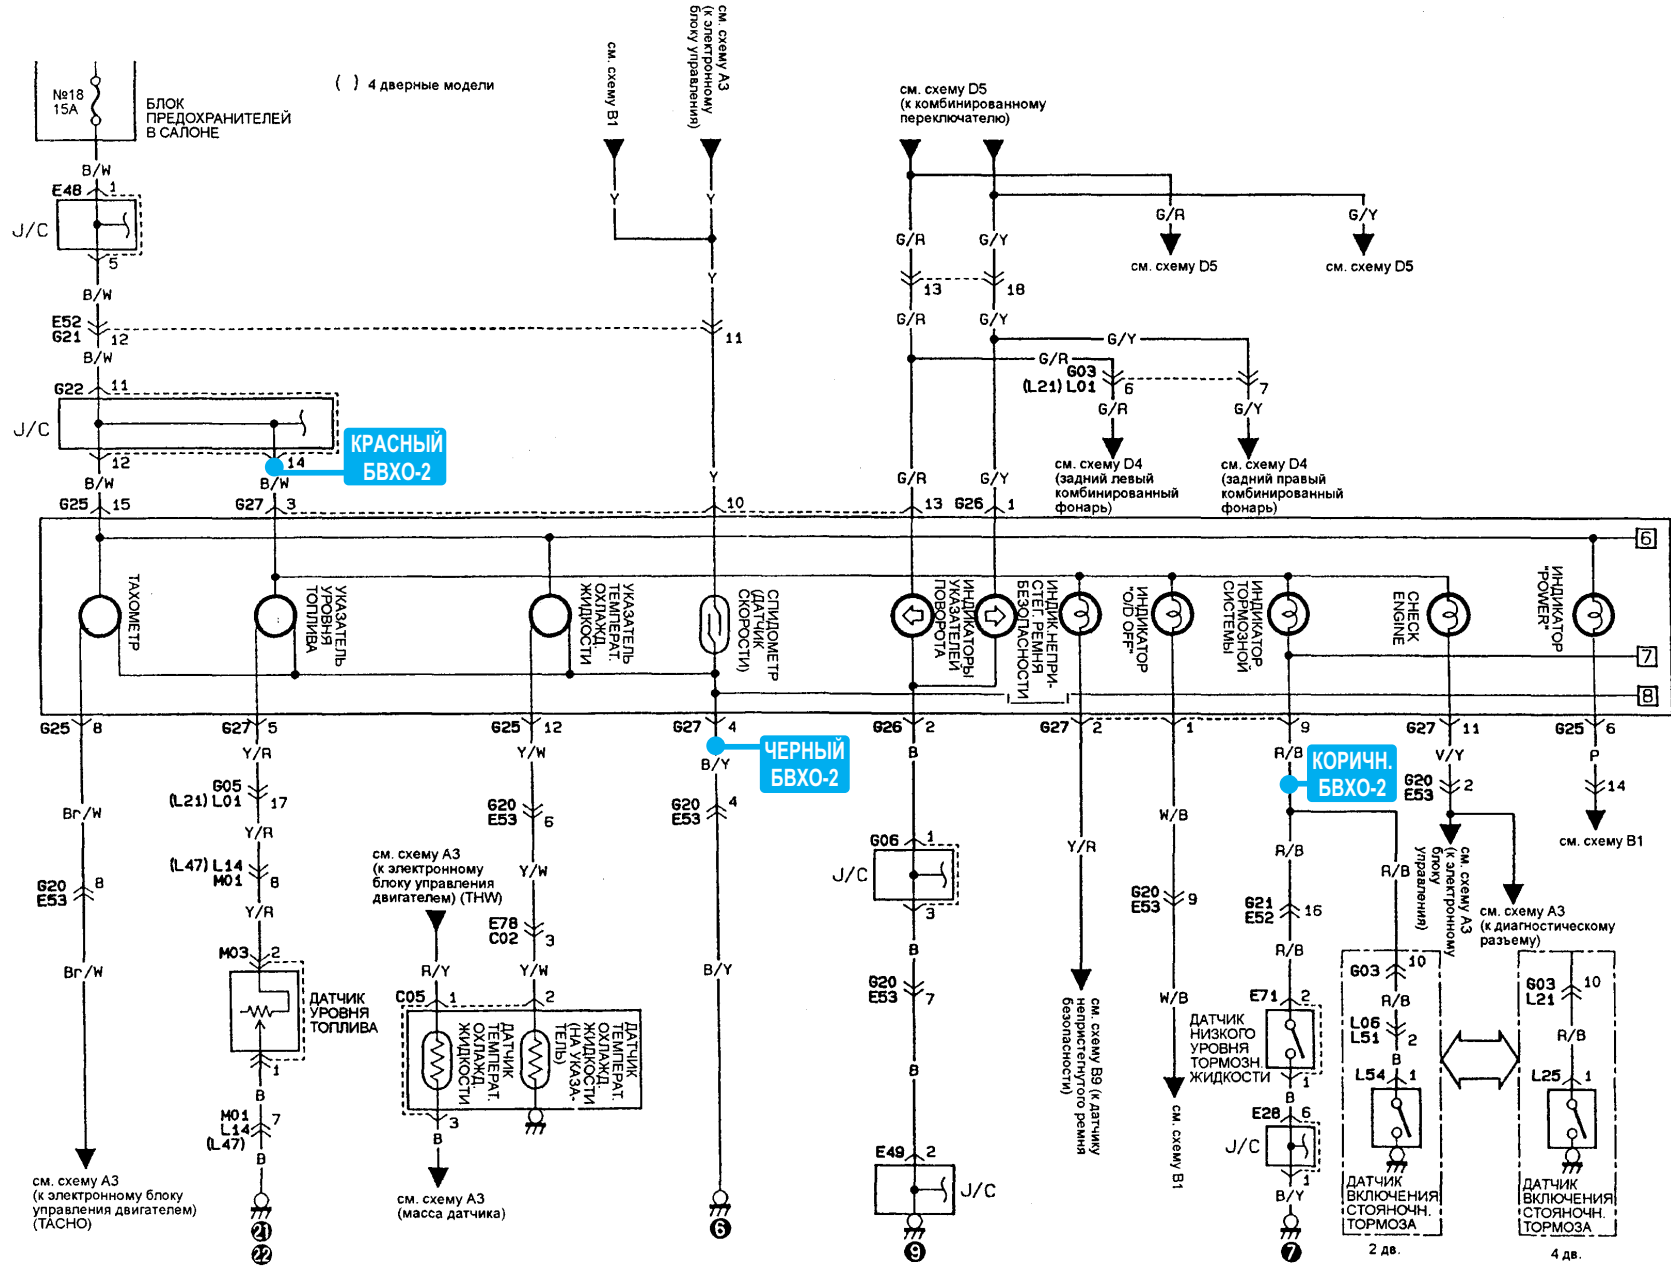 №18
15А
БЛОК
ПРЕДОХРАНИТЕЛЕЙ
В САЛОНЕ
( ) 4 дверные модели
см. схему B1
см. схему A3
(к электронному
блоку управления)
см. схему D5
(к комбинированному
переключателю)
B/W
E48 1
J/C
5
B/W
Y
Y
G/R
G/Y
G/R
G/Y
см. схему D5
см. схему D5
E52
G21 12
Y
13
18
11
G/R
G/Y
B/W
G/Y
G/R
G03
(L21) L01 6
7
G22 11
J/C
G/R
G/Y
12
14
КРАСНЫЙ
БВХО-2
см. схему D4
(задний левый
комбинированный
фонарь)
см. схему D4
(задний правый
комбинированный
фонарь)
B/W
B/W
Y
G/R
G/Y
G25 15
G27 3
10
13
G26 1
6
ТАХОМЕТР
УКАЗАТЕЛЬ
УРОВНЯ
ТОПЛИВА
УКАЗАТЕЛЬ
ТЕМПЕРАТ.
ОХЛАЖД.
ЖИДКОСТИ
СПИДОМЕТР
(ДАТЧИК
СКОРОСТИ)
ИНДИКАТОРЫ
УКАЗАТЕЛЕЙ
ПОВОРОТА
ИНДИК.НЕПРИ-
СТЕГ. РЕМНЯ
БЕЗОПАСНОСТИ
ИНДИКАТОР
"O/D OFF"
ИНДИКАТОР
ТОРМОЗНОЙ
СИСТЕМЫ
CHECK
ENGINE
ИНДИКАТОР
"POWER"
7
8
G25 8
G27 5
G25 12
G27 4
G26 2
G27 2
1
9
G27 11
G25 6
ЧЕРНЫЙ
БВХО-2
КОРИЧН.
БВХО-2
Y/R
Y/W
B/Y
B
R/B
V/Y
P
G05
(L21) L01 17
G20
E53 6
G20
E53 4
G20
E53 2
14
Br/W
Y/R
W/B
см. схему B1
G06 1
J/C
3
Y/R
R/B
R/B
см. схему A3
(к электронному
блоку
управления)
см. схему A3
(к диагностическому
разъему)
см. схему A3
(к электронному
блоку управления
двигателем) (THW)
(L47) L14
M01 8
G20
E53 8
Y/W
G20
E53 9
G21
E52 16
Y/R
E78
C02 3
B
R/B
M03 2
Br/W
R/Y
Y/W
B/Y
G20
E53 7
W/B
G03 10
G03
L21 10
ДАТЧИК
УРОВНЯ
ТОПЛИВА
1
C05 1
2
ДАТЧИК
ТЕМПЕРАТ.
ОХЛАЖД.
ЖИДКОСТИ
ДАТЧИК
ТЕМПЕРАТ.
ОХЛАЖД.
ЖИДКОСТИ
(НА УКАЗА-
ТЕЛЬ)
3
см. схему B9 (к датчику
непристегнутого ремня
безопасности)
E71 2
ДАТЧИК
НИЗКОГО
УРОВНЯ
ТОРМОЗН.
ЖИДКОСТИ
1
R/B
L06
L51 2
B
L54 1
R/B
L25 1
B
B
B
B
M01
L14
(L47) 7
B
см. схему B1
E28 6
J/C
1
B/Y
E49 2
J/C
см. схему A3
(к электронному блоку
управления двигателем)
(TACHO)
см. схему A3
(масса датчика)
ДАТЧИК
ВКЛЮЧЕНИЯ
СТОЯНОЧН.
ТОРМОЗА
ДАТЧИК
ВКЛЮЧЕНИЯ
СТОЯНОЧН.
ТОРМОЗА
21
22
6
9
7
2 дв.
4 дв.